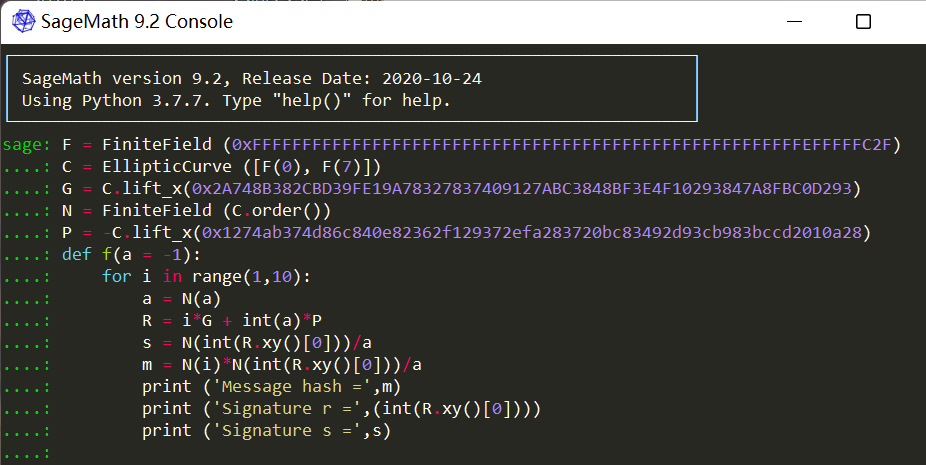 SageMath 9.2 Console
SageMath version 9.2, Release Date: 2020-10-24
Using Python 3.7.7. Type "help()" for help.
sage: F = FiniteField (0xFFFFFFFFFFFFFFFFFFFFFFFFFFFFFFFFFFFFFFFFFFFFFFFFFFFFFFFEFFFFFC2F)
....: C = EllipticCurve ([F(0), F(7)])
....: G = C.lift_x(0x2A748B382CBD39FE19A78327837409127ABC3848BF3E4F10293847A8FBC0D293)
....: N = FiniteField (C.order())
....: P = -C.lift_x(0x1274ab374d86c840e82362f129372efa283720bc83492d93cb983bccd2010a28)
....: def f(a = -1):
....:     for i in range(1,10):
....:         a = N(a)
....:         R = i*G + int(a)*P
....:         s = N(int(R.xy()[0]))/a
....:         m = N(i)*N(int(R.xy()[0]))/a
....:         print ('Message hash =',m)
....:         print ('Signature r =',(int(R.xy()[0])))
....:         print ('Signature s =',s)
....: